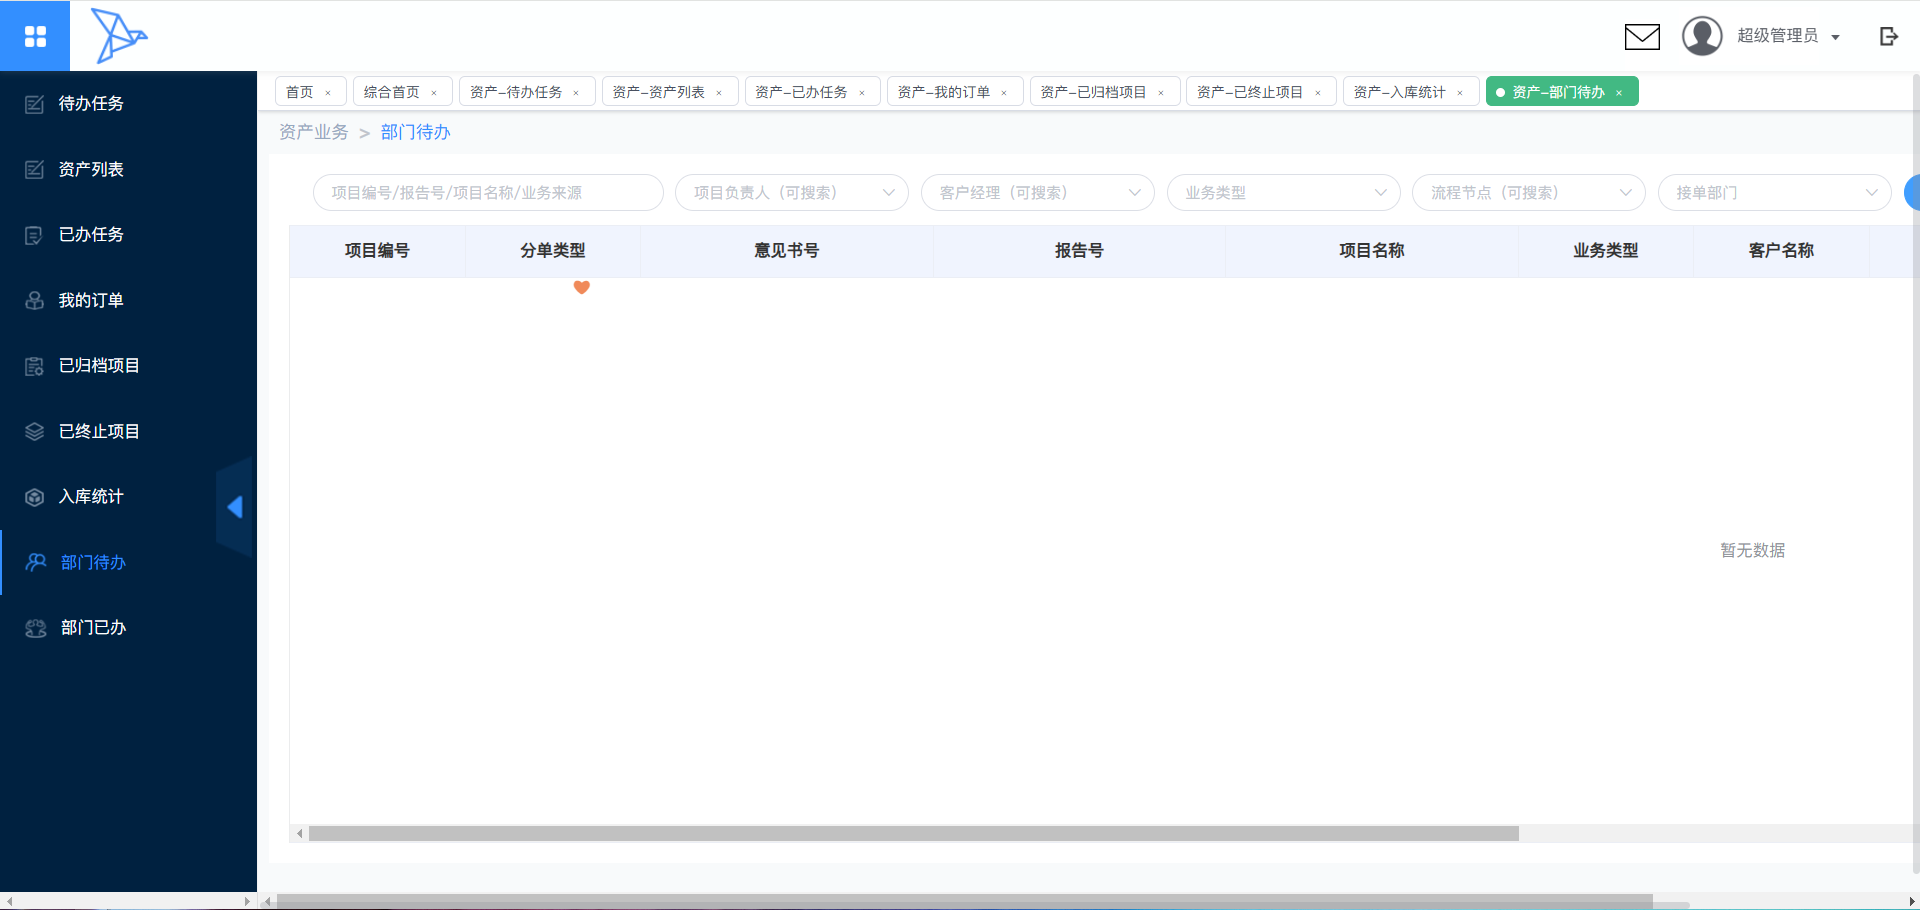 超级管理员
首页 × 综合首页 × 资产-待办任务 × 资产-资产列表 × 资产-已办任务 × 资产-我的订单 × 资产-已归档项目 × 资产-已终止项目 × 资产-入库统计 × 资产-部门待办 ×
待办任务
资产列表
已办任务
我的订单
已归档项目
已终止项目
入库统计
部门待办
部门已办
资产业务 > 部门待办
项目编号/报告号/项目名称/业务来源 项目负责人（可搜索） 客户经理（可搜索） 业务类型 流程节点（可搜索） 接单部门
项目编号 分单类型 意见书号 报告号 项目名称 业务类型 客户名称
暂无数据